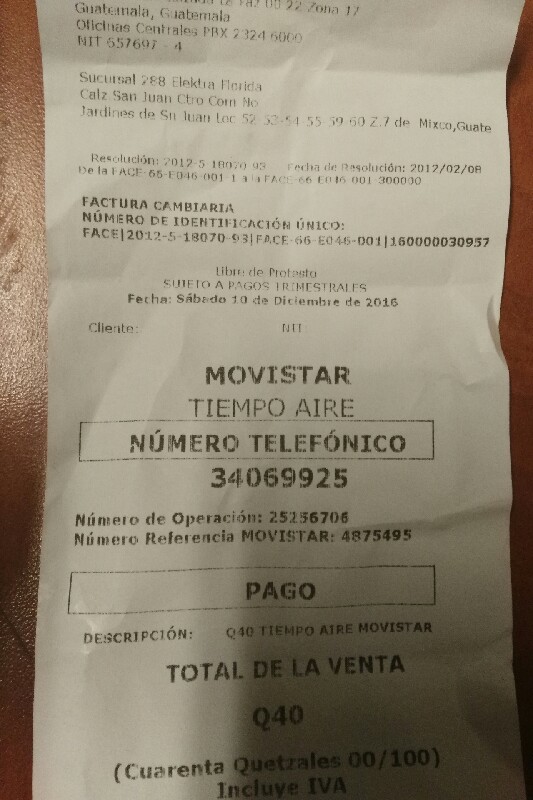 00 22 Zona 17
Guatemala, Guatemala
Oficinas Centrales PBX 2324 6000
NIT 657697 - 4
Sucursal 288 Elektra Florida
Calz San Juan Ctro Com No
Jardines de Sn Juan Loc 52 53-54-55-59-60 Z.7 de Mixco,Guate
Resolución: 2012-5-18070-93 Fecha de Resolución: 2012/02/08
De la FACE-66-E046-001-1 a la FACE-66-E046-001-300000
FACTURA CAMBIARIA
NÚMERO DE IDENTIFICACIÓN ÚNICO:
FACE|2012-5-18070-93|FACE-66-E046-001|160000030957
Libre de Protesto
SUJETO A PAGOS TRIMESTRALES
Fecha: Sábado 10 de Diciembre de 2016
Cliente: NIT
MOVISTAR
TIEMPO AIRE
NÚMERO TELEFÓNICO
34069925
Número de Operación: 25256706
Número Referencia MOVISTAR: 4875495
PAGO
DESCRIPCIÓN: Q40 TIEMPO AIRE MOVISTAR
TOTAL DE LA VENTA
Q40
(Cuarenta Quetzales 00/100)
Incluye IVA